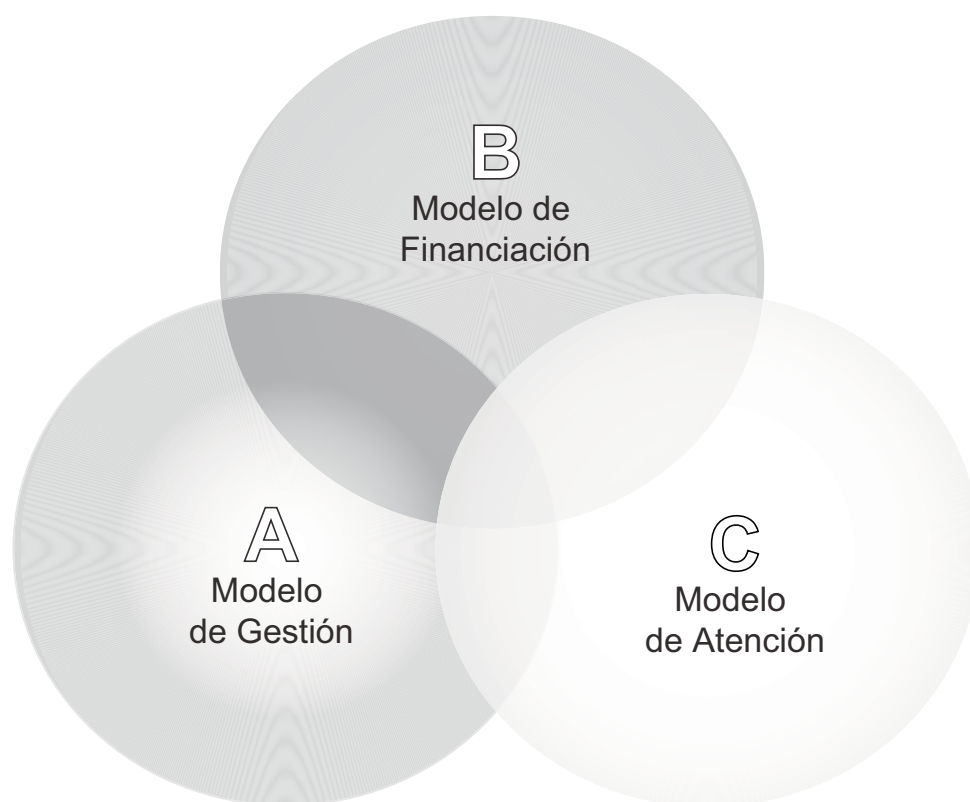 B
Modelo de
Financiación
A
Modelo
de Gestión
C
Modelo
de Atención